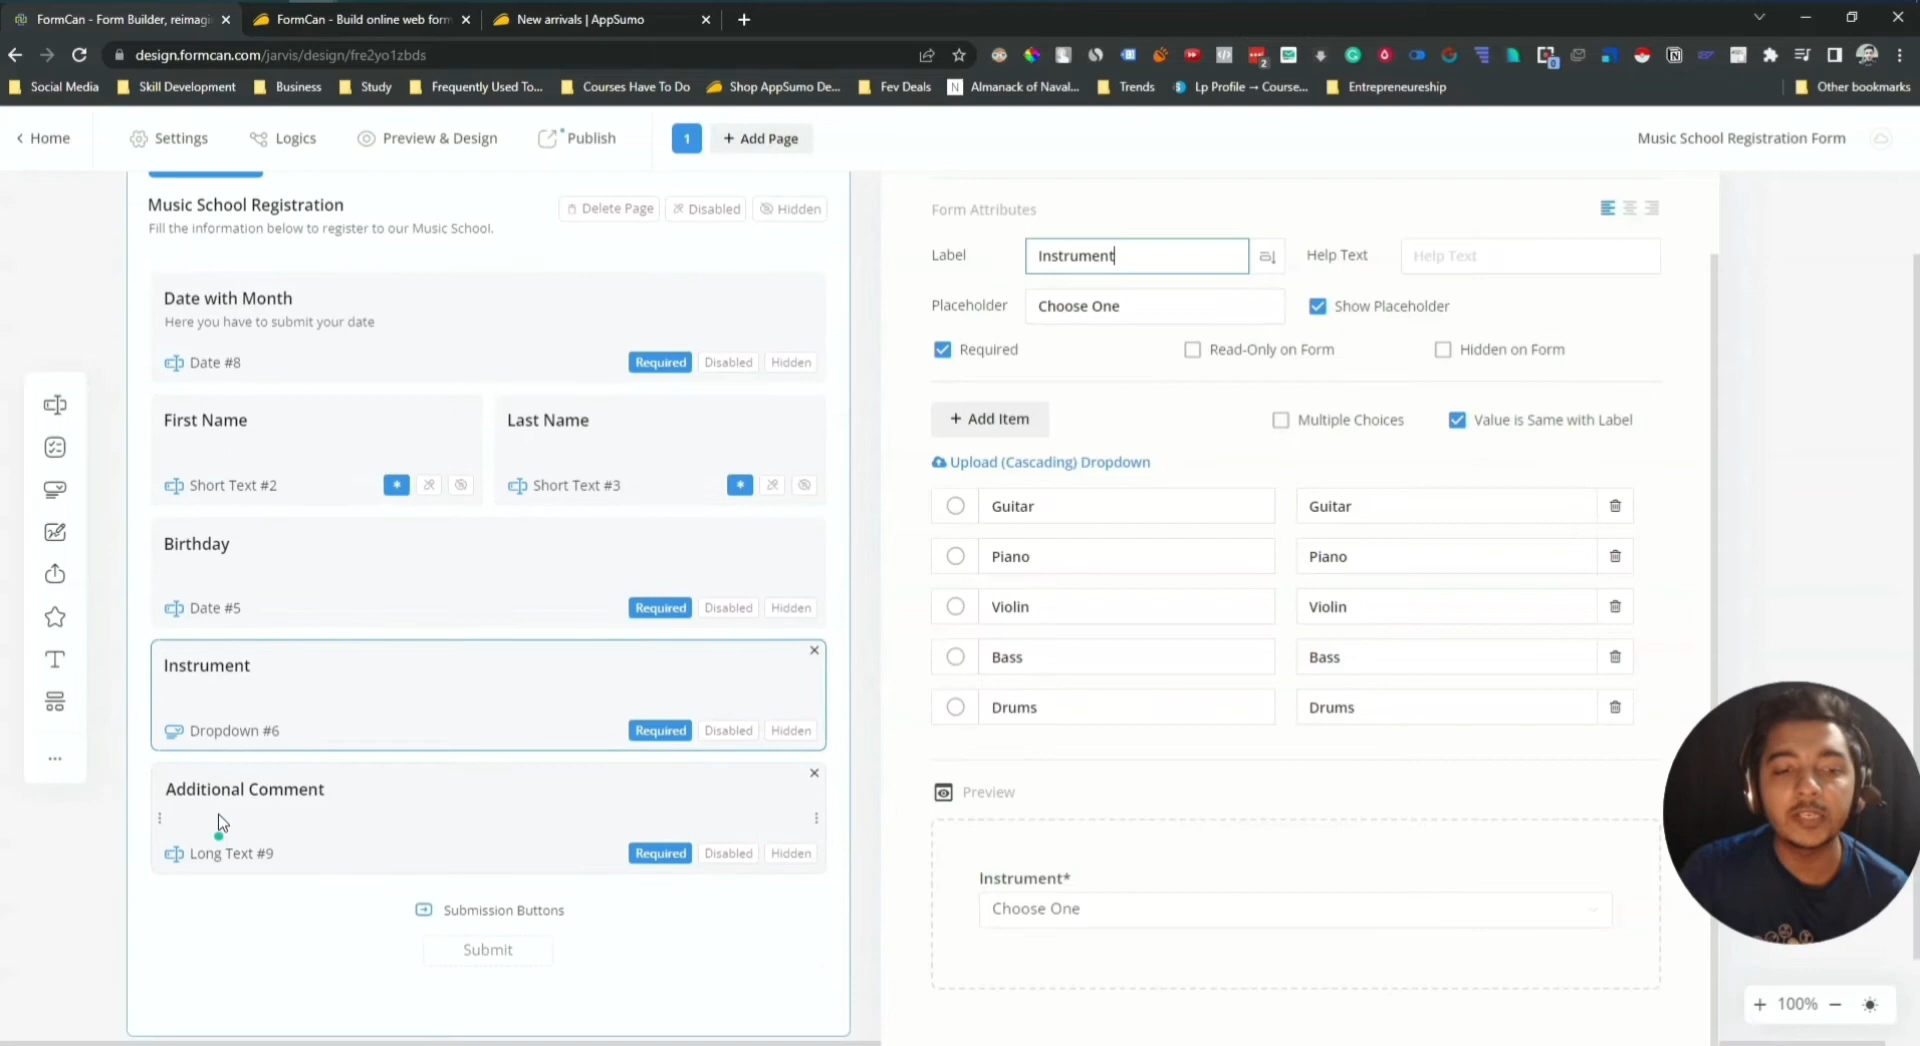 FormCan - Form Builder, reimagi
FormCan - Build online web form
New arrivals | AppSumo
design.formcan.com/jarvis/design/fre2yo1zbds
Social Media
Skill Development
Business
Study
Frequently Used To...
Courses Have To Do
Shop AppSumo De...
Fev Deals
Almanack of Naval...
Trends
Lp Profile → Course...
Entrepreneureship
Other bookmarks
Home
Settings
Logics
Preview & Design
Publish
1
+ Add Page
Music School Registration Form
Music School Registration
Delete Page
Disabled
Hidden
Fill the information below to register to our Music School.
Date with Month
Here you have to submit your date
Date #8
Required
Disabled
Hidden
First Name
Last Name
Short Text #2
*
Short Text #3
*
Birthday
Date #5
Required
Disabled
Hidden
Instrument
Dropdown #6
Required
Disabled
Hidden
Additional Comment
Long Text #9
Required
Disabled
Hidden
Submission Buttons
Submit
Form Attributes
Label
Instrument
Help Text
Help Text
Placeholder
Choose One
Show Placeholder
Required
Read-Only on Form
Hidden on Form
+ Add Item
Multiple Choices
Value is Same with Label
Upload (Cascading) Dropdown
Guitar
Guitar
Piano
Piano
Violin
Violin
Bass
Bass
Drums
Drums
Preview
Instrument*
Choose One
+ 100% −